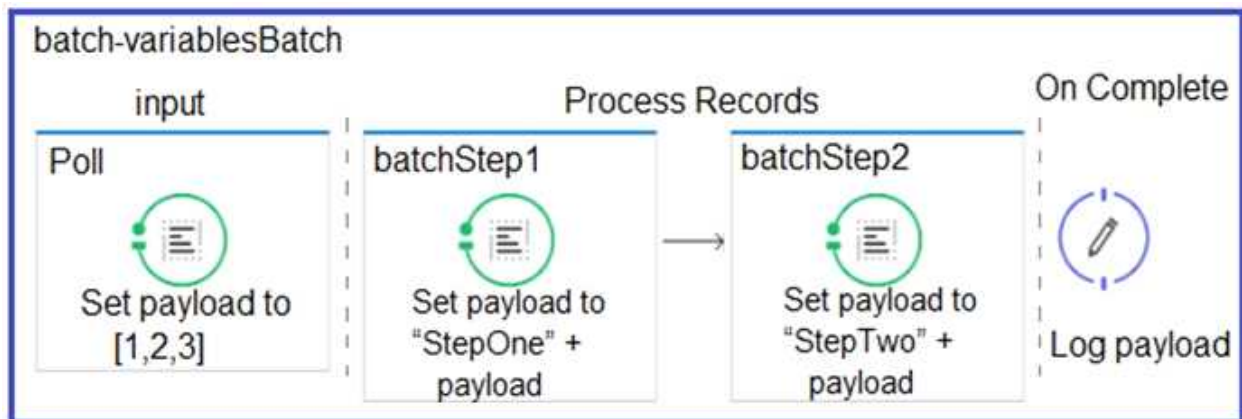 batch-variablesBatch
input
Process Records
On Complete
Poll
Set payload to
[1,2,3]
batchStep1
Set payload to
“StepOne” +
payload
batchStep2
Set payload to
“StepTwo” +
payload
Log payload